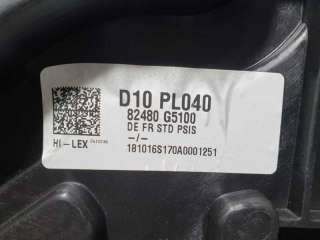 D10 PL040
82480 G5100
DE FR STD PSIS
-/-
HI-LEX
181016S170A0001251